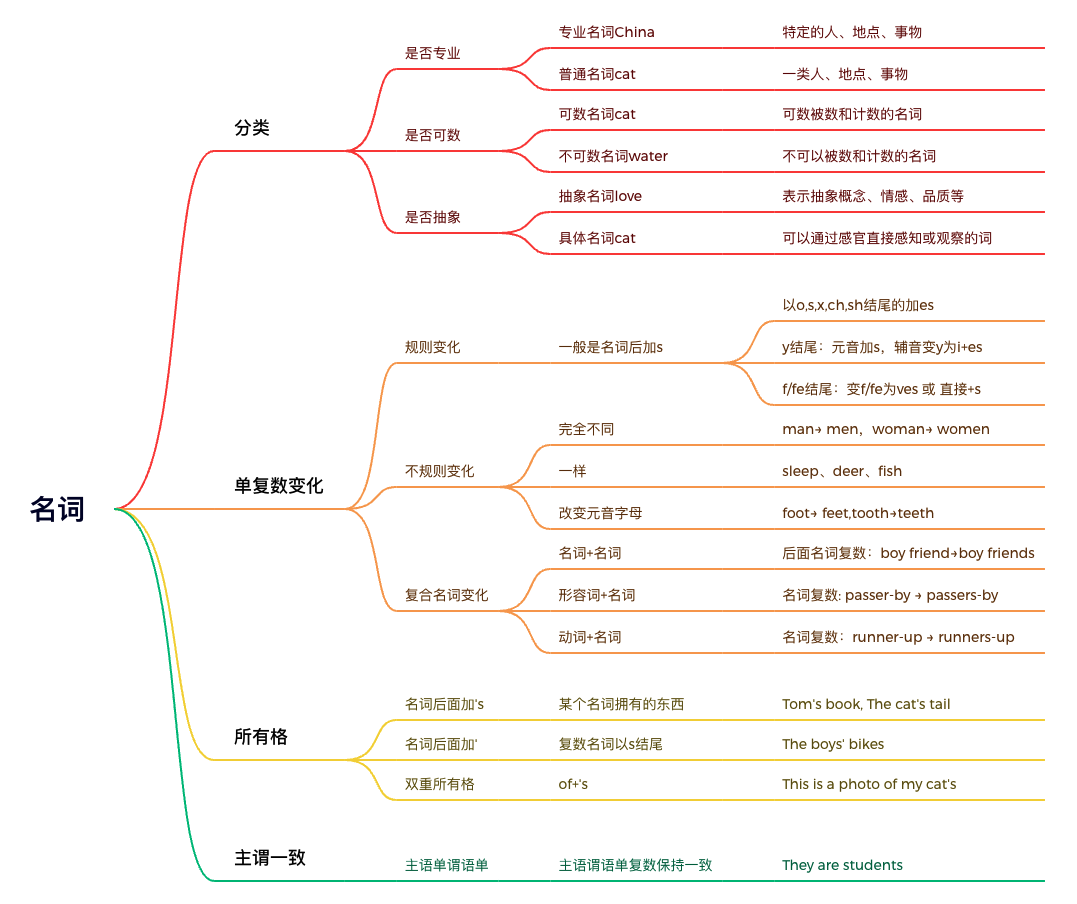 名词
分类
是否专业
专业名词China
特定的人、地点、事物
普通名词cat
一类人、地点、事物
是否可数
可数名词cat
可数被数和计数的名词
不可数名词water
不可以被数和计数的名词
是否抽象
抽象名词love
表示抽象概念、情感、品质等
具体名词cat
可以通过感官直接感知或观察的词
单复数变化
规则变化
一般是名词后加s
以o,s,x,ch,sh结尾的加es
y结尾：元音加s，辅音变y为i+es
f/fe结尾：变f/fe为ves 或 直接+s
不规则变化
完全不同
man→ men，woman→ women
一样
sleep、deer、fish
改变元音字母
foot→ feet,tooth→teeth
复合名词变化
名词+名词
后面名词复数：boy friend→boy friends
形容词+名词
名词复数: passer-by → passers-by
动词+名词
名词复数：runner-up → runners-up
所有格
名词后面加's
某个名词拥有的东西
Tom's book, The cat's tail
名词后面加'
复数名词以s结尾
The boys' bikes
双重所有格
of+'s
This is a photo of my cat's
主谓一致
主语单谓语单
主语谓语单复数保持一致
They are students